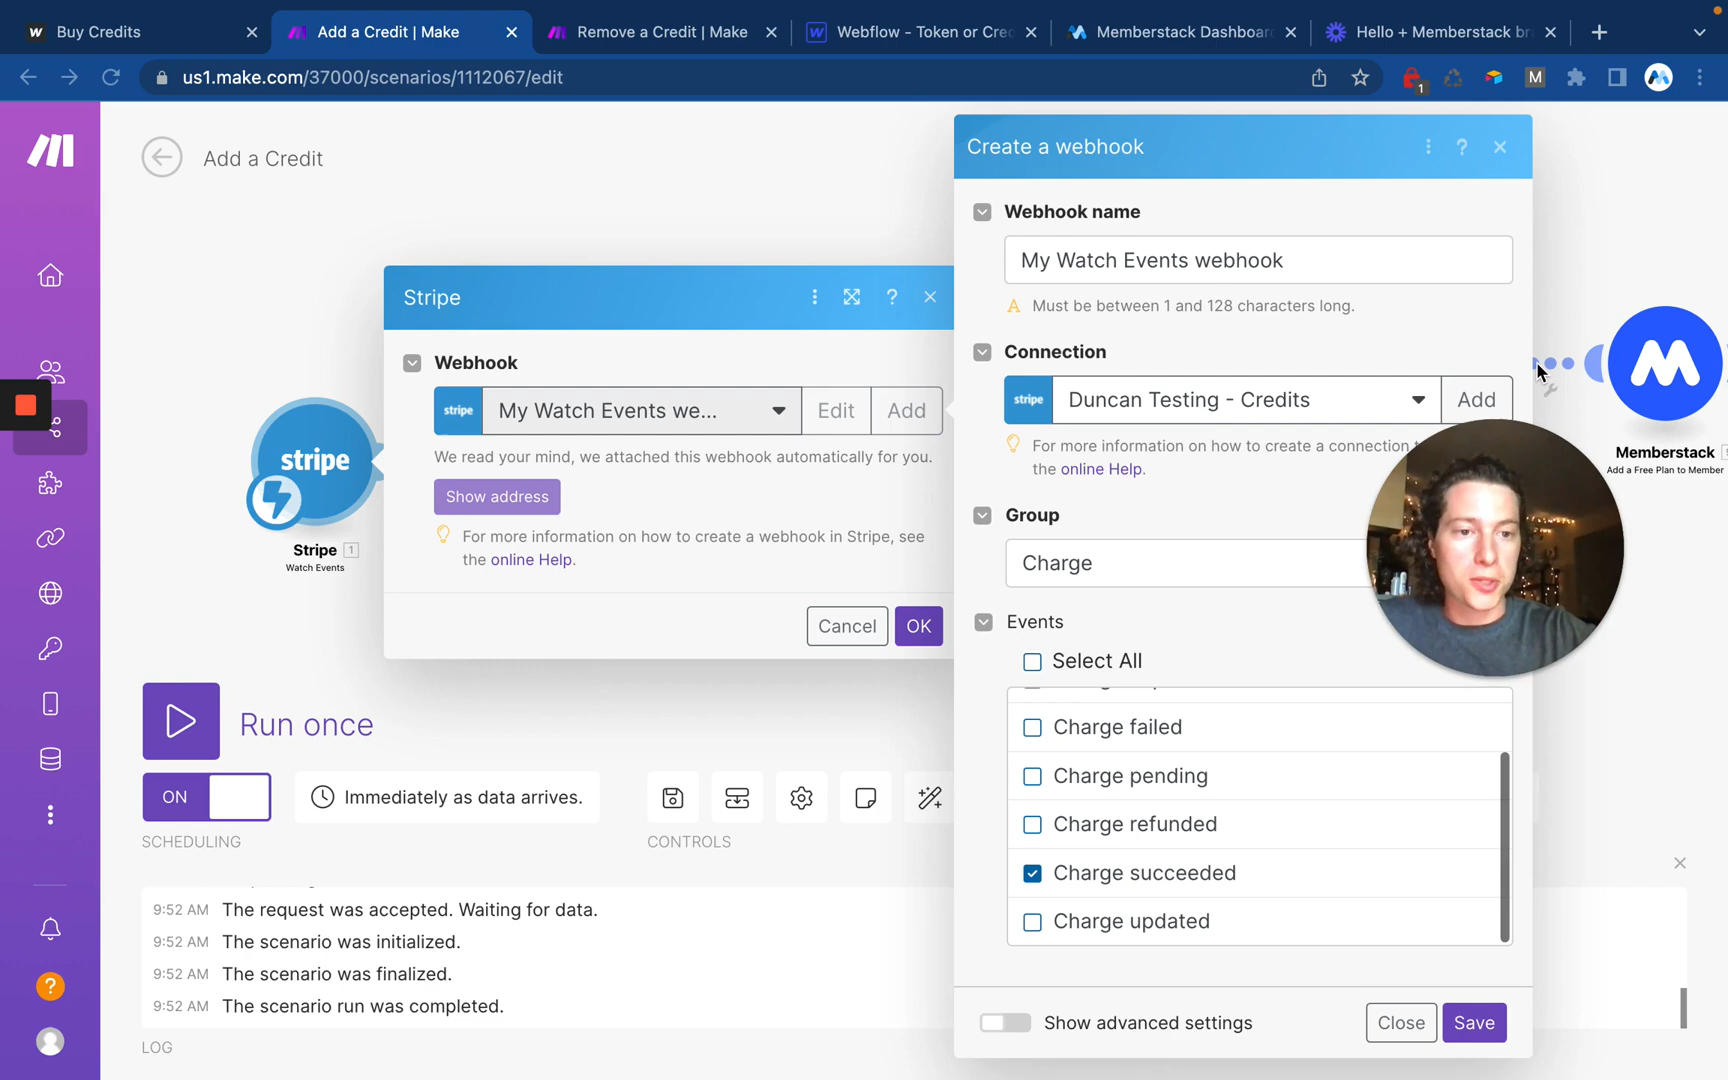 Buy Credits
Add a Credit | Make
Remove a Credit | Make
Webflow - Token or Cre
Memberstack Dashboar
Hello + Memberstack br
us1.make.com/37000/scenarios/1112067/edit
1
M
Add a Credit
Create a webhook
?
Webhook name
My Watch Events webhook
A Must be between 1 and 128 characters long.
Connection
stripe
Duncan Testing - Credits
Add
For more information on how to create a connection t
the online Help.
Group
Charge
Events
Select All
Charge failed
Charge pending
Charge refunded
Charge succeeded
Charge updated
Show advanced settings
Close
Save
Stripe
?
Webhook
stripe
My Watch Events we...
Edit
Add
We read your mind, we attached this webhook automatically for you.
Show address
For more information on how to create a webhook in Stripe, see
the online Help.
Cancel
OK
stripe
Stripe 1
Watch Events
Memberstack
Add a Free Plan to Member
Run once
ON
Immediately as data arrives.
SCHEDULING
CONTROLS
9:52 AM The request was accepted. Waiting for data.
9:52 AM The scenario was initialized.
9:52 AM The scenario was finalized.
9:52 AM The scenario run was completed.
LOG
?